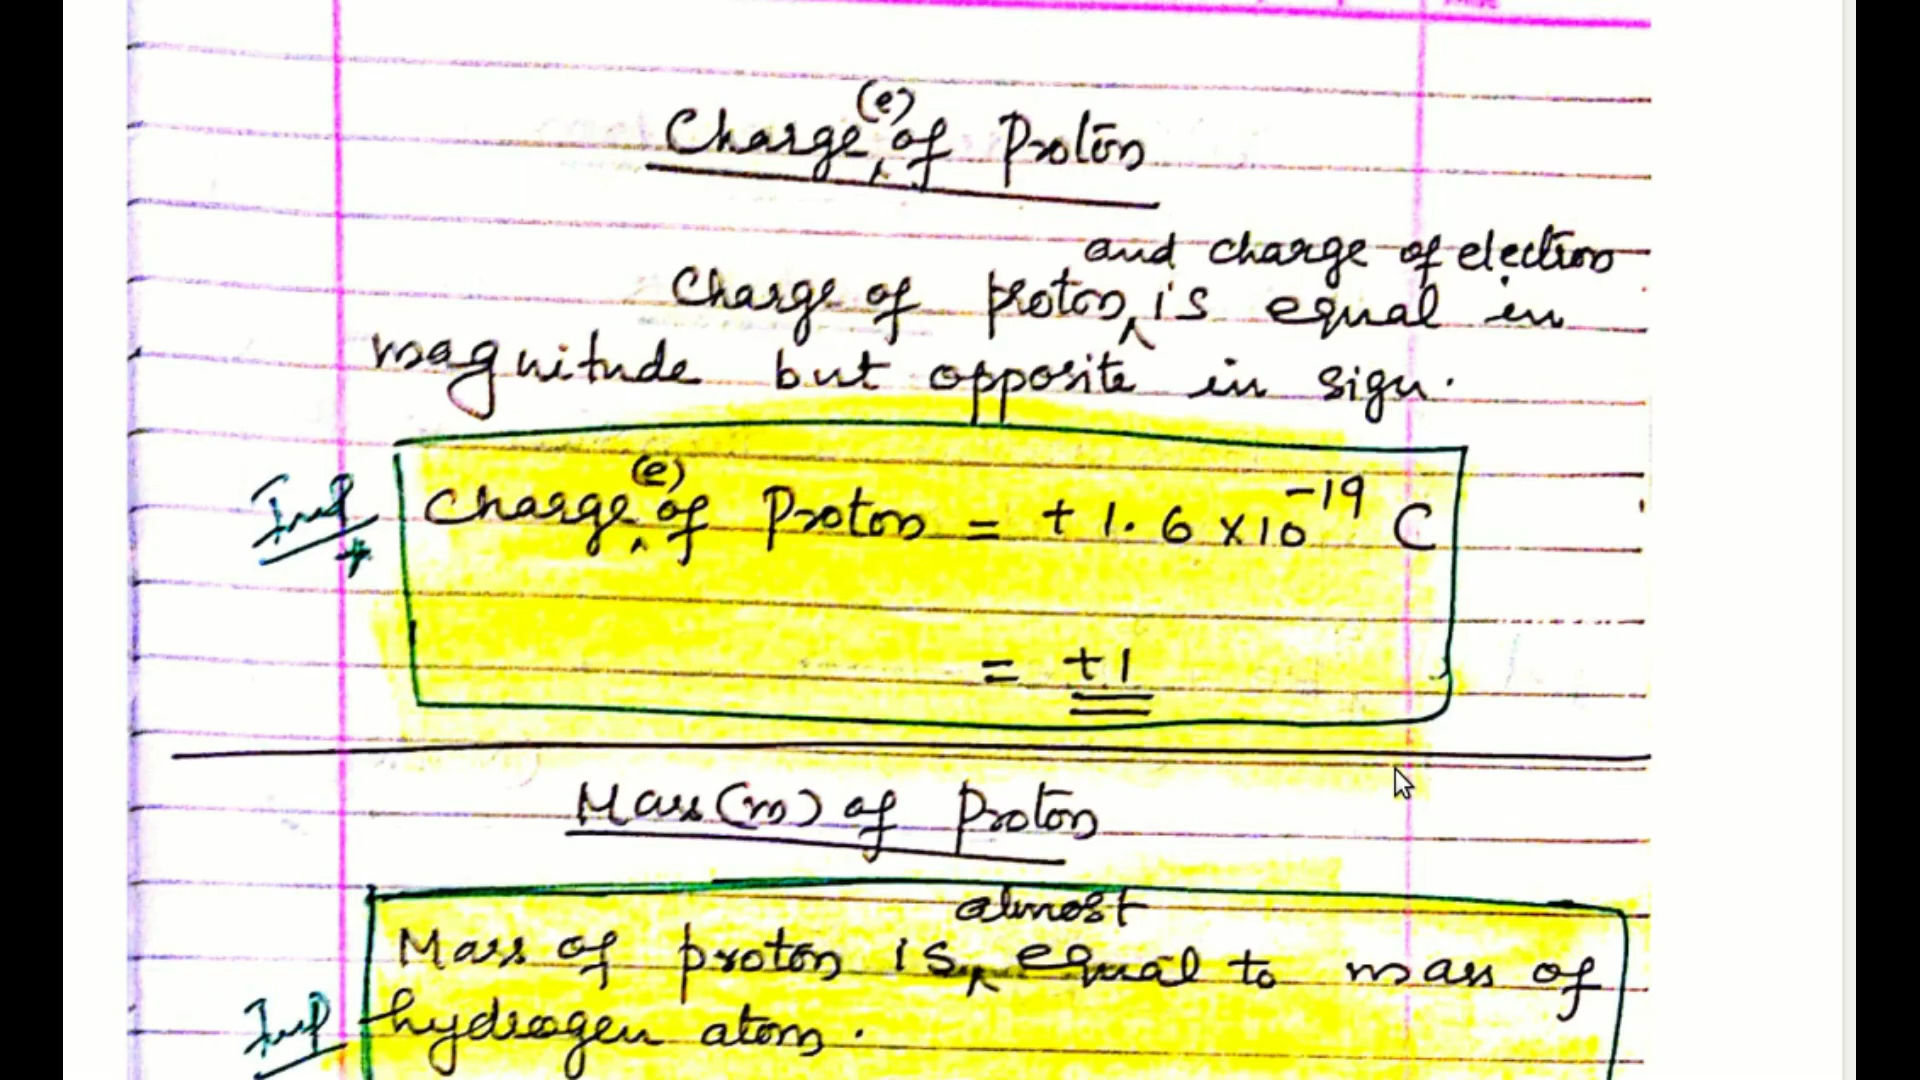 Charge (e) of Proton
Charge of proton and charge of electron is equal in
magnitude but opposite in sign.
Imp
Charge (e) of Proton = + 1.6 x 10^-19 C
= +1
Mass (m) of Proton
Mass of proton is almost equal to mass of
Imp
hydrogen atom.